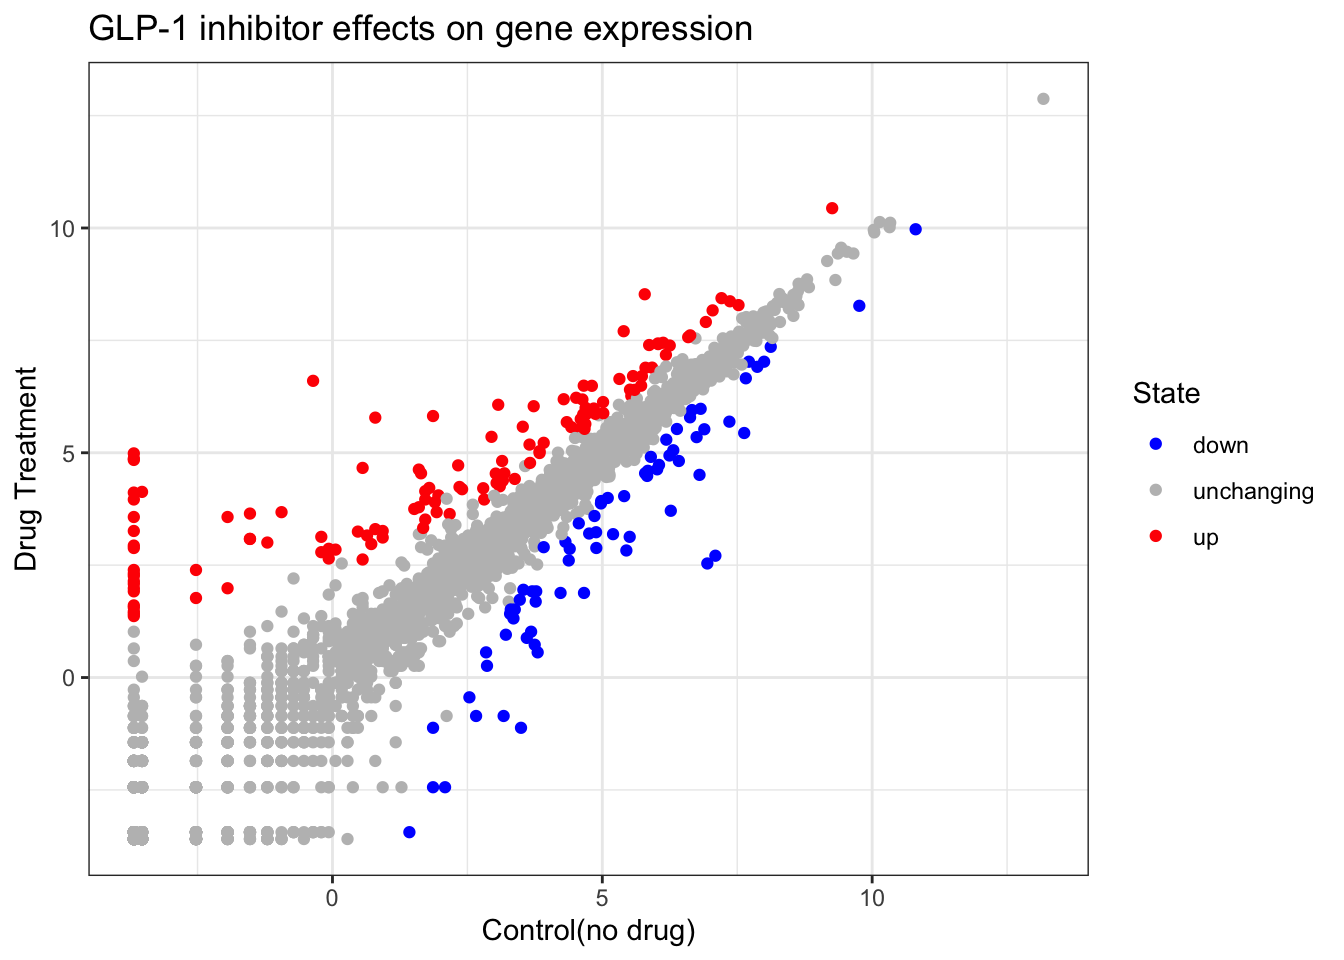 GLP-1 inhibitor effects on gene expression
10
5
0
Drug Treatment
0 5 10
Control(no drug)
State
down
unchanging
up